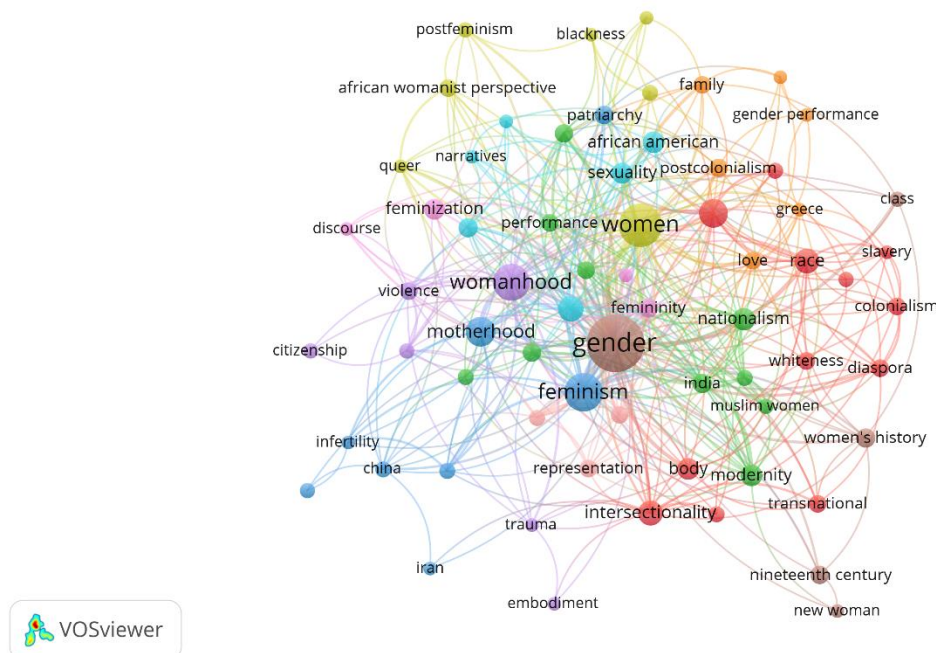 postfeminism
blackness
african womanist perspective
family
patriarchy
gender performance
african american
queer
narratives
sexuality
postcolonialism
class
feminization
greece
discourse
performance
women
slavery
love
race
womanhood
violence
femininity
colonialism
nationalism
motherhood
gender
citizenship
whiteness
diaspora
feminism
india
muslim women
infertility
women's history
china
representation
body
modernity
intersectionality
transnational
trauma
iran
nineteenth century
embodiment
new woman
VOSviewer